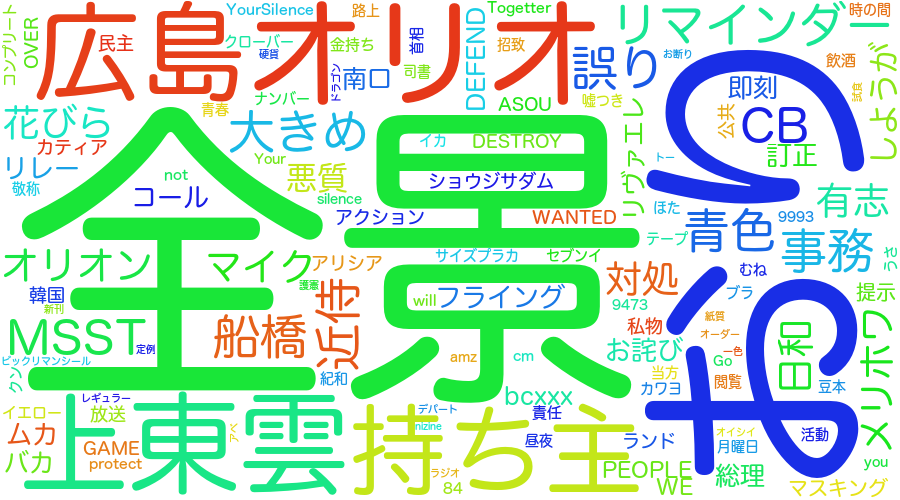 コンプリート
OVER
広島オリオ
民主
YourSilence
路上
Togetter
リマインダー
時の間
クローバー
硬貨
金持ち
首相
招致
お断り
ドラゴン
南口
司書
DEFEND
誤り
飲酒
しようが
ナンバー
ASOU
嘘つき
即刻
試食
花びら
青春
大きめ
リヴァエレ
公共
CB
カティア
Your
イカ
DESTROY
訂正
リレー
敬称
not
悪質
silence
ショウジサダム
トー
コール
アクション
WANTED
ほた
有志
青色
9993
全景
オリオン
マイク
アリシア
サイズプラカ
セブンイ
テープ
事務
うさ
韓国
新刊
護憲
近侍
will
フライング
対処
9473
ブラ
むね
提示
MSST
定例
船橋
私物
紙質
オーダー
メリホワ
ビックリマンシール
クン
紀和
amz
cm
お詫び
一色
Go
日和
当方
カワヨ
閲覧
豆本
レギュラー
bcxxx
イエロー
放送
上東雲
持ち主
デパート
nizine
責任
ムカ
GAME
アベ
昼夜
ランド
オイシイ
月曜日
活動
バカ
protect
ラジオ
84
PEOPLE
WE
総理
you
マスキング